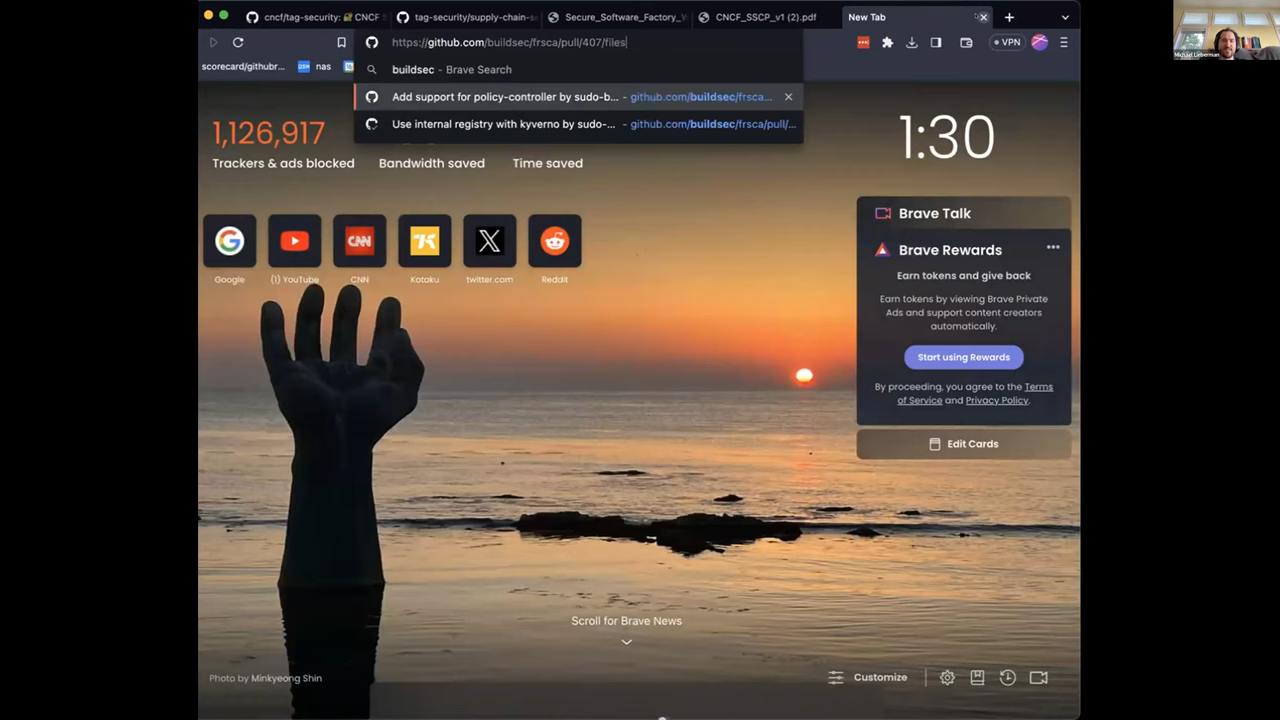 cncf/tag-security: 🔐 CNCF
tag-security/supply-chain-s
Secure_Software_Factory_
CNCF_SSCP_v1 (2).pdf
New Tab
https://github.com/buildsec/frsca/pull/407/files
VPN
scorecard/githubr...
nas
buildsec - Brave Search
Add support for policy-controller by sudo-b... - github.com/buildsec/frsca...
Use internal registry with kyverno by sudo-... - github.com/buildsec/frsca/pull/...
Michael Lieberman
1,126,917
Trackers & ads blocked
Bandwidth saved
Time saved
1:30
Google
(1) YouTube
CNN
CNN
Kotaku
twitter.com
Reddit
Brave Talk
Brave Rewards
Earn tokens and give back
Earn tokens by viewing Brave Private
Ads and support content creators
automatically.
Start using Rewards
By proceeding, you agree to the Terms
of Service and Privacy Policy.
Edit Cards
Scroll for Brave News
Photo by Minkyeong Shin
Customize